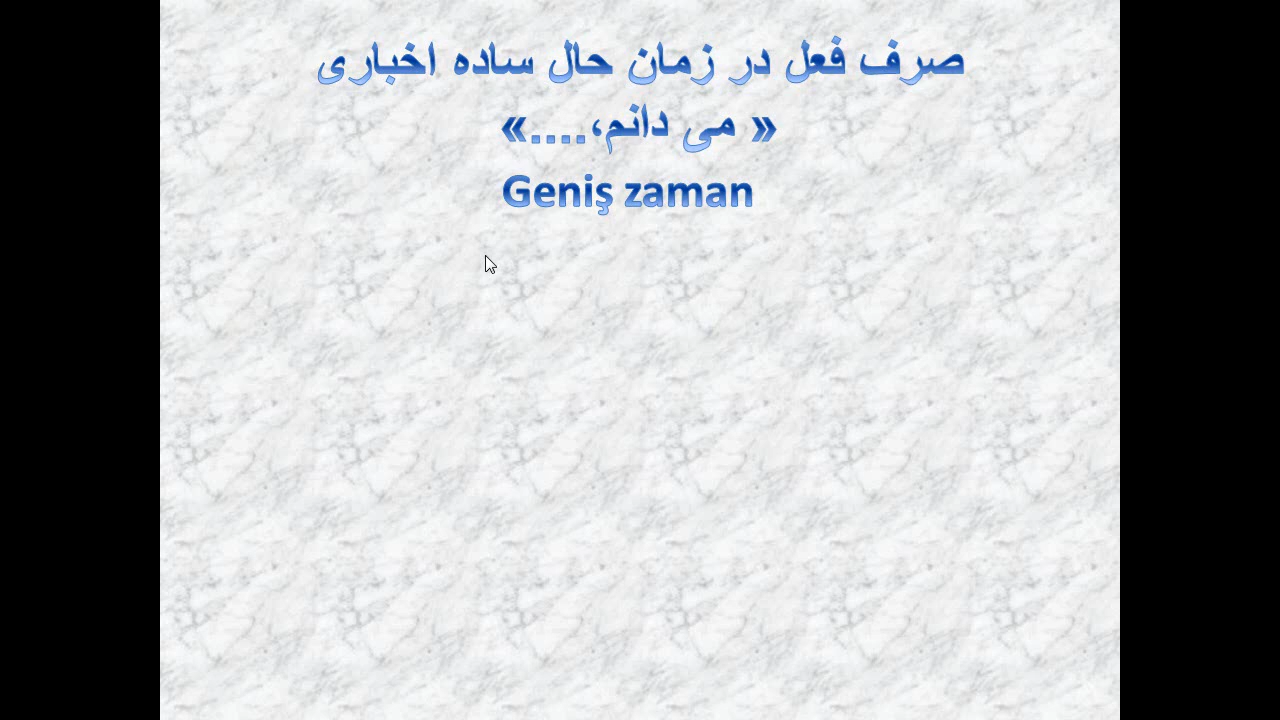 صرف فعل در زمان حال ساده اخباری
« می دانم،....»
Geniş zaman